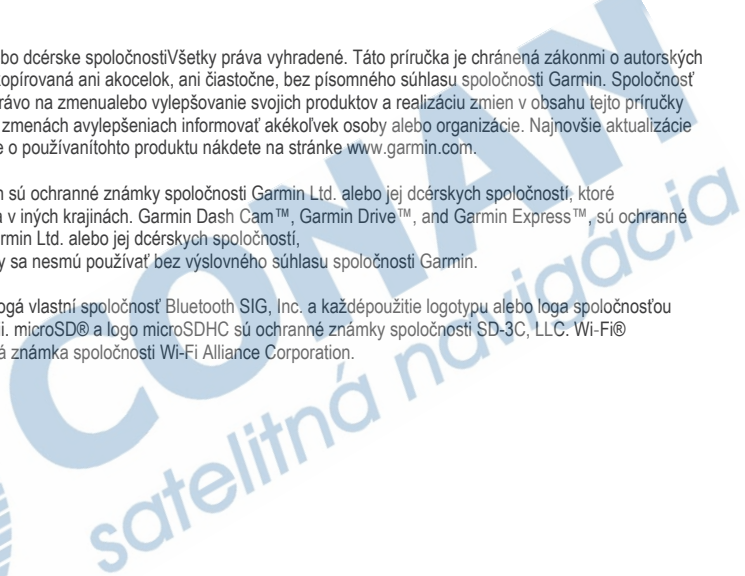 bo dcérske spoločnostiVšetky práva vyhradené. Táto príručka je chránená zákonmi o autorských
opírovaná ani akocelok, ani čiastočne, bez písomného súhlasu spoločnosti Garmin. Spoločnosť
rávo na zmenualebo vylepšovanie svojich produktov a realizáciu zmien v obsahu tejto príručky
zmenách avylepšeniach informovať akékoľvek osoby alebo organizácie. Najnovšie aktualizácie
e o používanítohto produktu nákdete na stránke www.garmin.com.
sú ochranné známky spoločnosti Garmin Ltd. alebo jej dcérskych spoločností, ktoré
a v iných krajinách. Garmin Dash Cam™, Garmin Drive™, and Garmin Express™, sú ochranné
rmin Ltd. alebo jej dcérskych spoločností,
y sa nesmú používať bez výslovného súhlasu spoločnosti Garmin.
ogá vlastní spoločnosť Bluetooth SIG, Inc. a každépoužitie logotypu alebo loga spoločnosťou
ii. microSD® a logo microSDHC sú ochranné známky spoločnosti SD-3C, LLC. Wi-Fi®
á známka spoločnosti Wi-Fi Alliance Corporation.
CONAN
satelitná navigácia